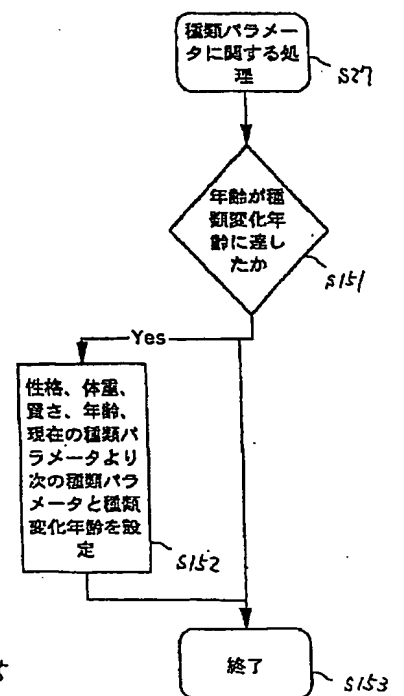 種類パラメー
タに関する処
理
S27
年齢が種
類変化年
齢に達し
たか
S151
Yes
性格、体重、
賢さ、年齢、
現在の種類パ
ラメータより
次の種類パラ
メータと種類
変化年齢を設
定
S152
終了
S153